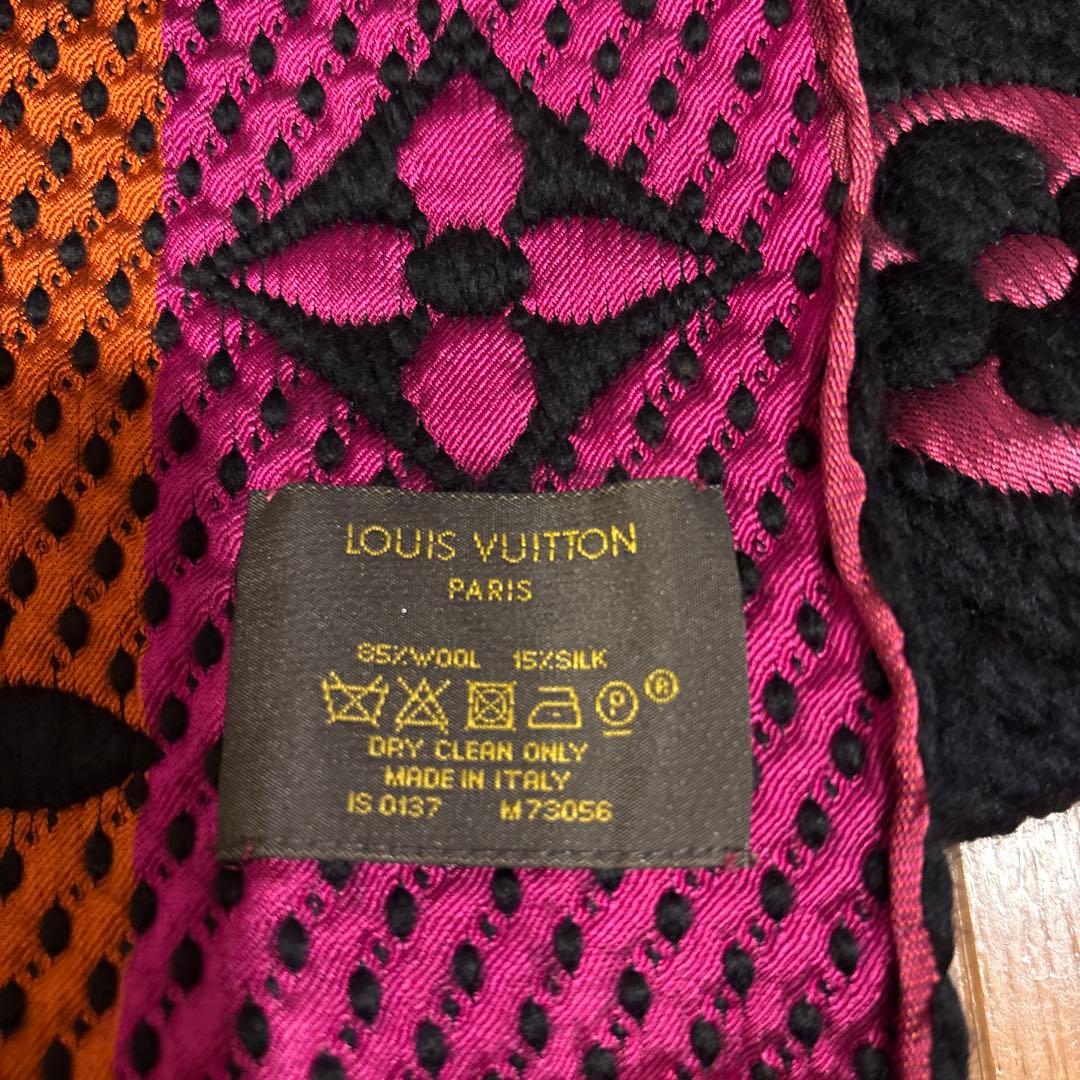 LOUIS VUITTON
PARIS
85%WOOL 15%SILK
P ®
DRY CLEAN ONLY
MADE IN ITALY
IS 0137 M73056